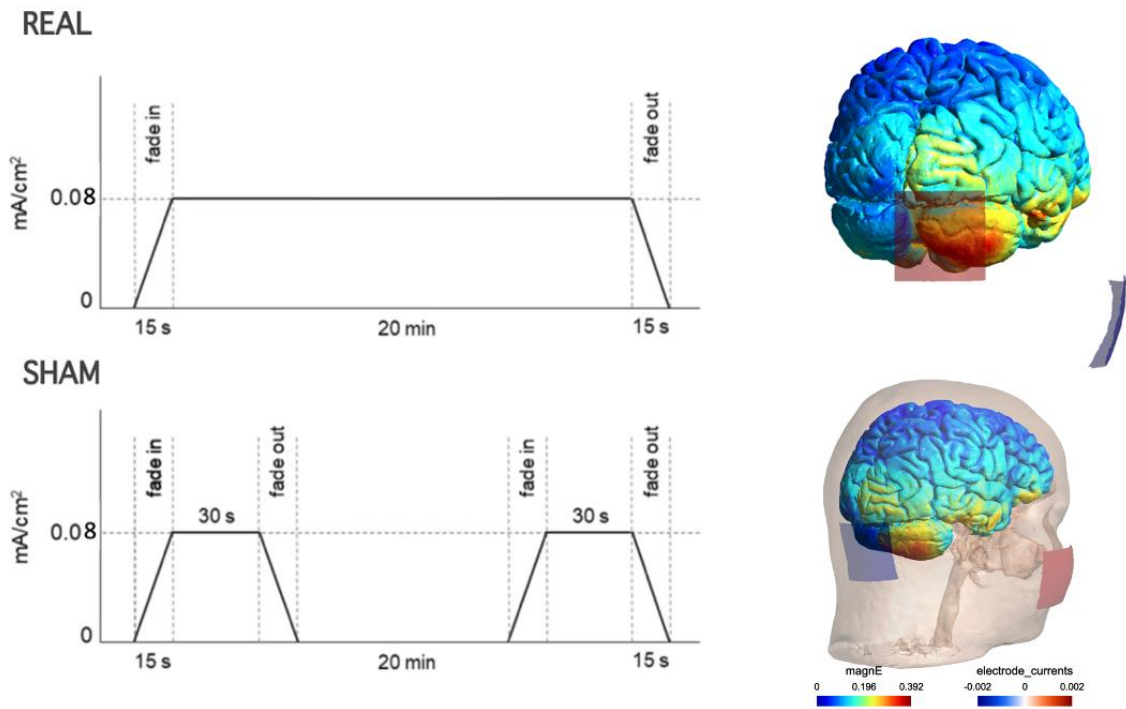 REAL
fade in
fade out
mA/cm²
0.08
0
15 s
20 min
15 s
SHAM
fade in
fade out
fade in
fade out
30 s
30 s
mA/cm²
0.08
0
15 s
20 min
15 s
magnE
0 0.196 0.392
electrode_currents
-0.002 0 0.002